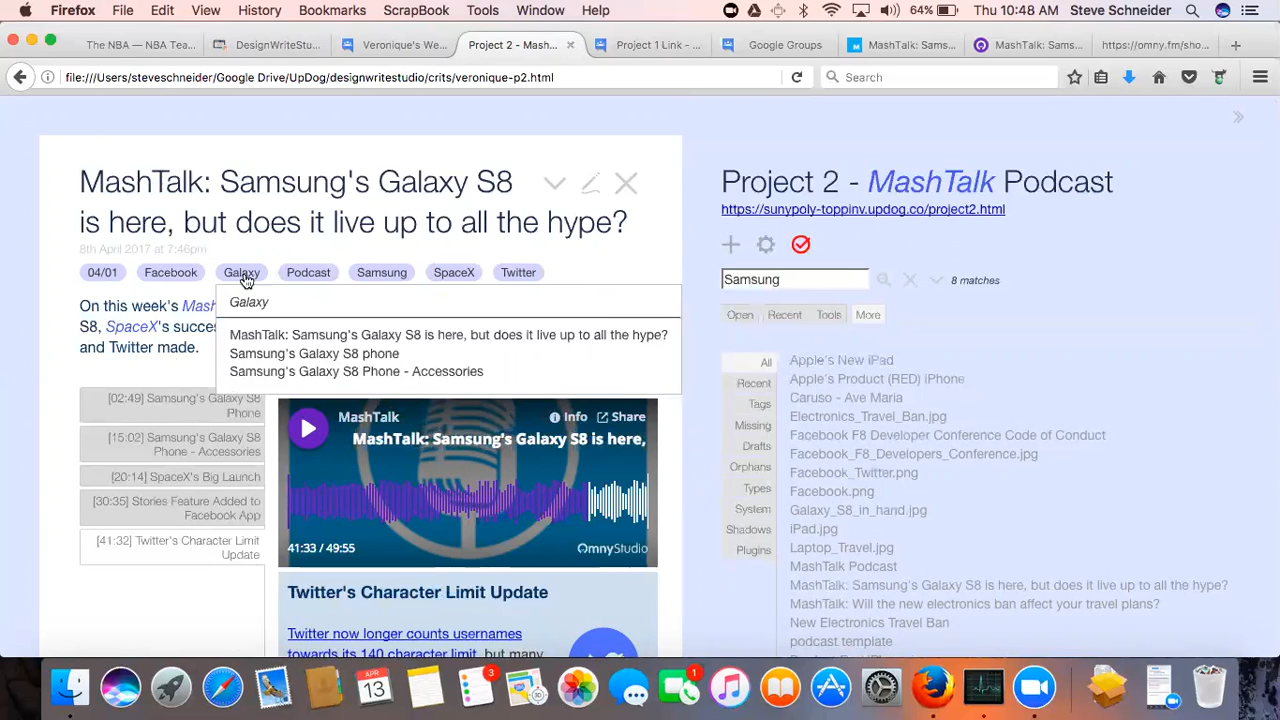 Firefox File Edit View History Bookmarks ScrapBook Tools Window Help 64% Thu 10:48 AM Steve Schneider
The NBA — NBA Tea... DesignWriteStu... Veronique's We... Project 2 - Mash... Project 1 Link - ... Google Groups MashTalk: Sams... MashTalk: Sams... https://omny.fm/sho...
file:///Users/steveschneider/Google Drive/UpDog/designwritestudio/crits/veronique-p2.html Search
MashTalk: Samsung's Galaxy S8
is here, but does it live up to all the hype?
8th April 2017 at 7:46pm
04/01 Facebook Galaxy Podcast Samsung SpaceX Twitter
On this week's Mash
S8, SpaceX's succe
and Twitter made.
Galaxy
MashTalk: Samsung's Galaxy S8 is here, but does it live up to all the hype?
Samsung's Galaxy S8 phone
Samsung's Galaxy S8 Phone - Accessories
[02:49] Samsung's Galaxy S8
Phone
[15:02] Samsung's Galaxy S8
Phone - Accessories
[20:14] SpaceX's Big Launch
[30:35] Stories Feature Added to
Facebook App
[41:32] Twitter's Character Limit
Update
MashTalk Info Share
MashTalk: Samsung's Galaxy S8 is here,
41:33 / 49:55 OmnyStudio
Twitter's Character Limit Update
Twitter now longer counts usernames
towards its 140 character limit, but many
Project 2 - MashTalk Podcast
https://sunypoly-toppinv.updog.co/project2.html
Samsung 8 matches
Open Recent Tools More
All
Recent
Tags
Missing
Drafts
Orphans
Types
System
Shadows
Plugins
Apple's New iPad
Apple's Product (RED) iPhone
Caruso - Ave Maria
Electronics_Travel_Ban.jpg
Facebook F8 Developer Conference Code of Conduct
Facebook_F8_Developers_Conference.jpg
Facebook_Twitter.png
Facebook.png
Galaxy_S8_in_hand.jpg
iPad.jpg
Laptop_Travel.jpg
MashTalk Podcast
MashTalk: Samsung's Galaxy S8 is here, but does it live up to all the hype?
MashTalk: Will the new electronics ban affect your travel plans?
New Electronics Travel Ban
podcast template
APR
13
3
1